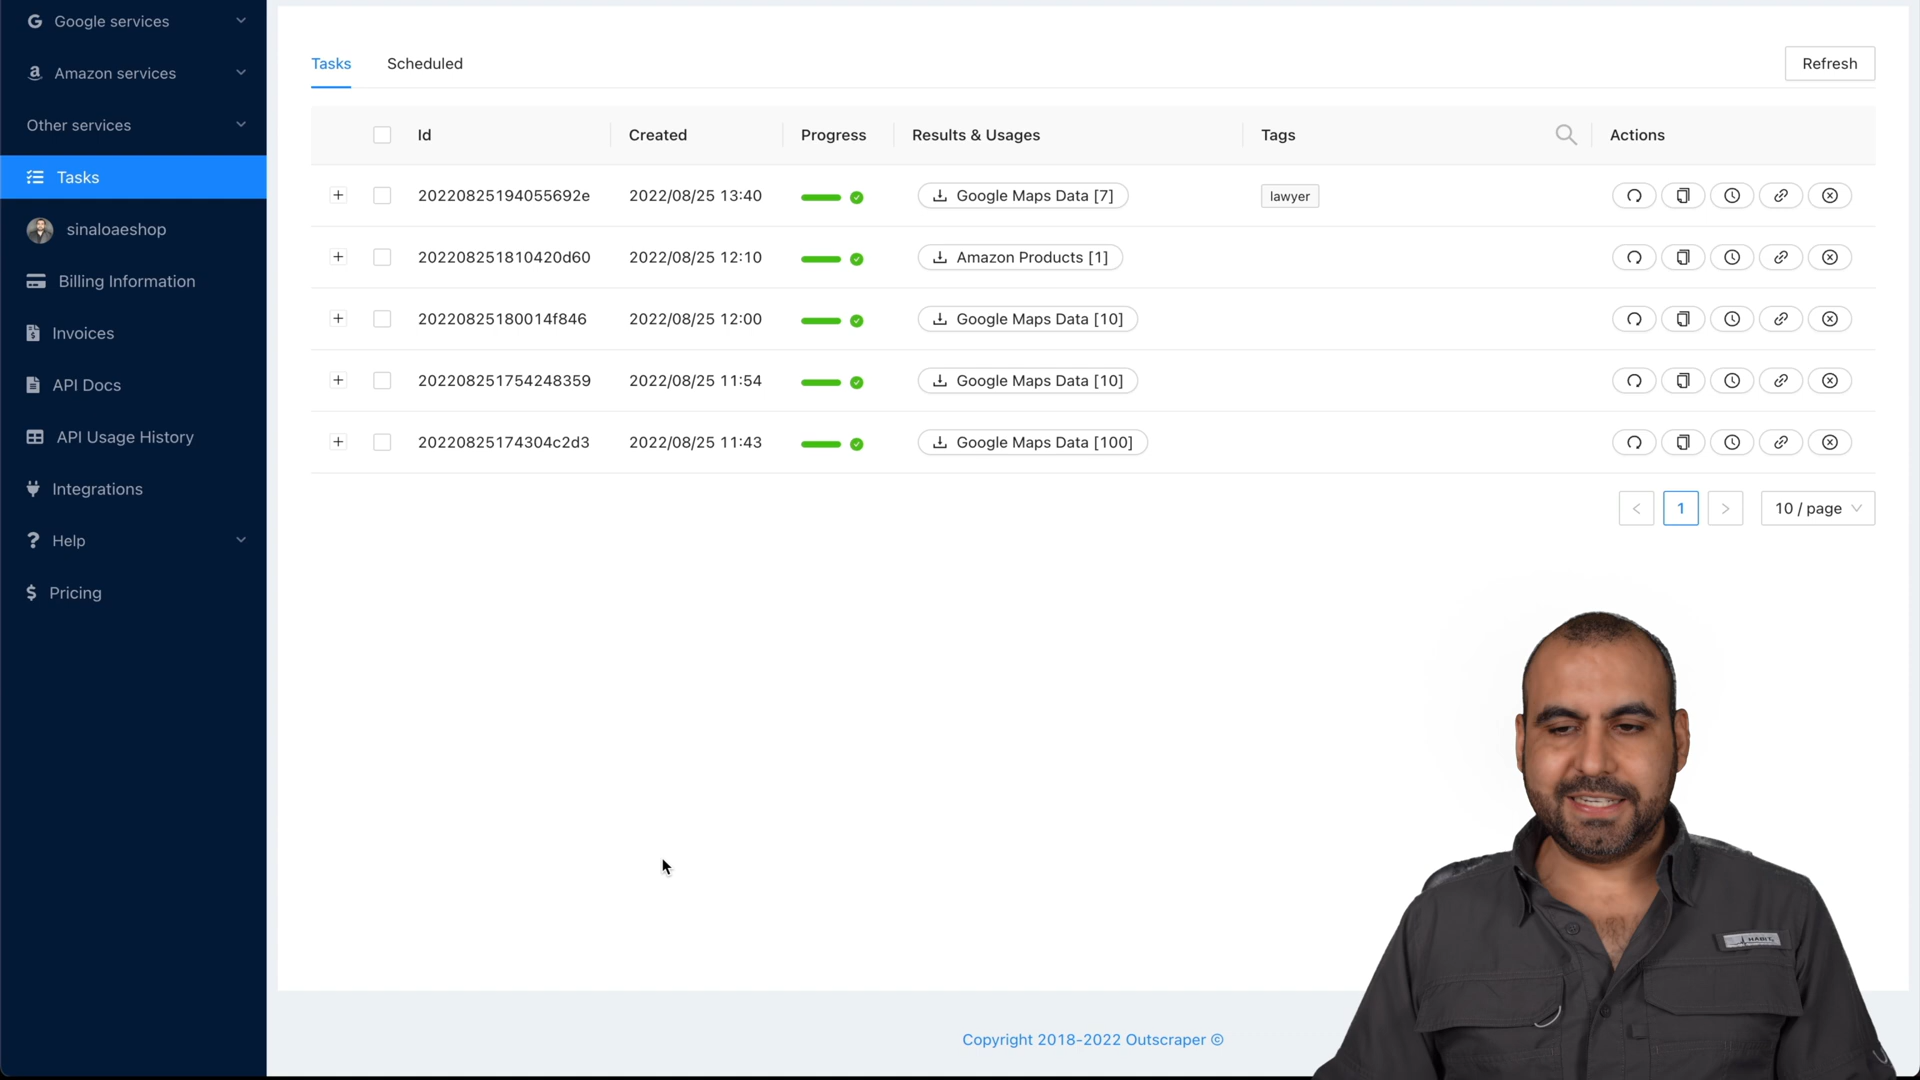 Google services
Amazon services
Other services
Tasks
sinaloaeshop
Billing Information
Invoices
API Docs
API Usage History
Integrations
Help
Pricing
Tasks Scheduled Refresh
Id Created Progress Results & Usages Tags Actions
20220825194055692e 2022/08/25 13:40 Google Maps Data [7] lawyer
202208251810420d60 2022/08/25 12:10 Amazon Products [1]
20220825180014f846 2022/08/25 12:00 Google Maps Data [10]
202208251754248359 2022/08/25 11:54 Google Maps Data [10]
20220825174304c2d3 2022/08/25 11:43 Google Maps Data [100]
< 1 > 10 / page
HABIT
Copyright 2018-2022 Outscraper ©